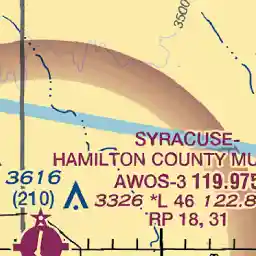 3500
SYRACUSE-
HAMILTON COUNTY MU
AWOS-3 119.975
3326 *L 46 122.8
RP 18, 31
3616
(210)